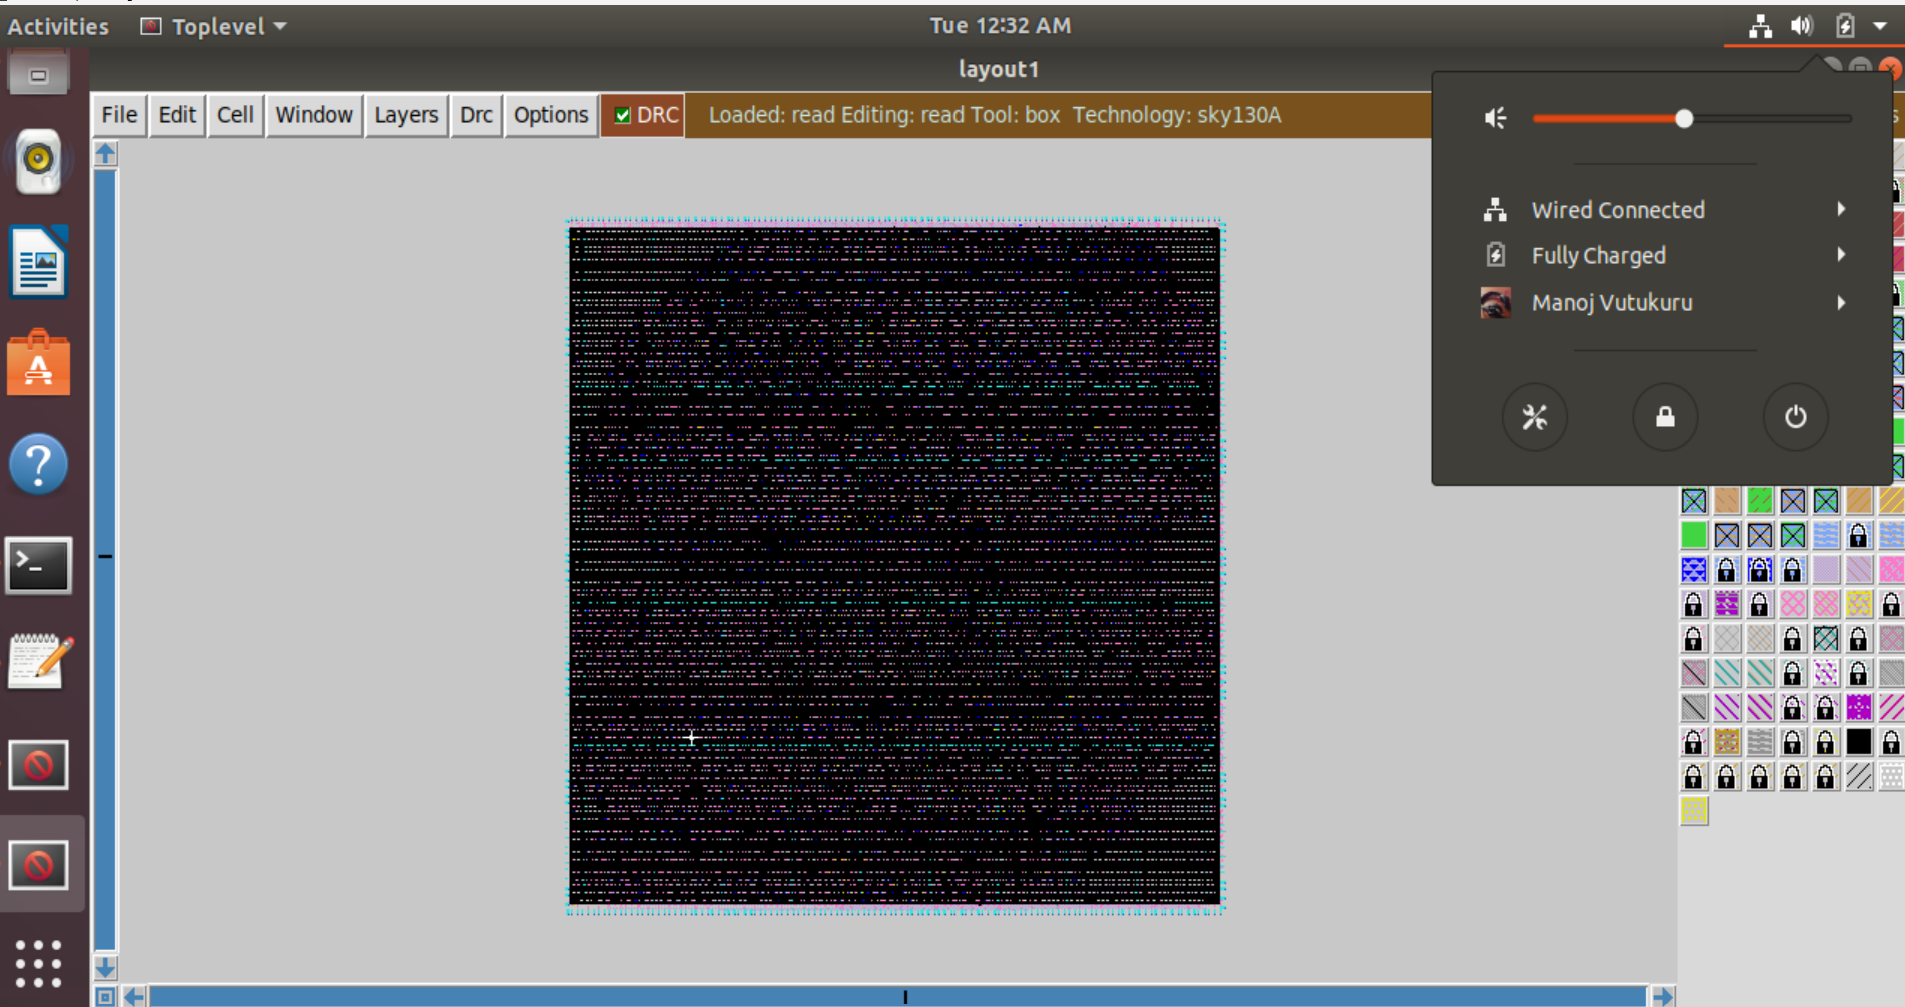 Activities Toplevel Tue 12:32 AM
layout1
File Edit Cell Window Layers Drc Options DRC Loaded: read Editing: read Tool: box Technology: sky130A
Wired Connected
Fully Charged
Manoj Vutukuru